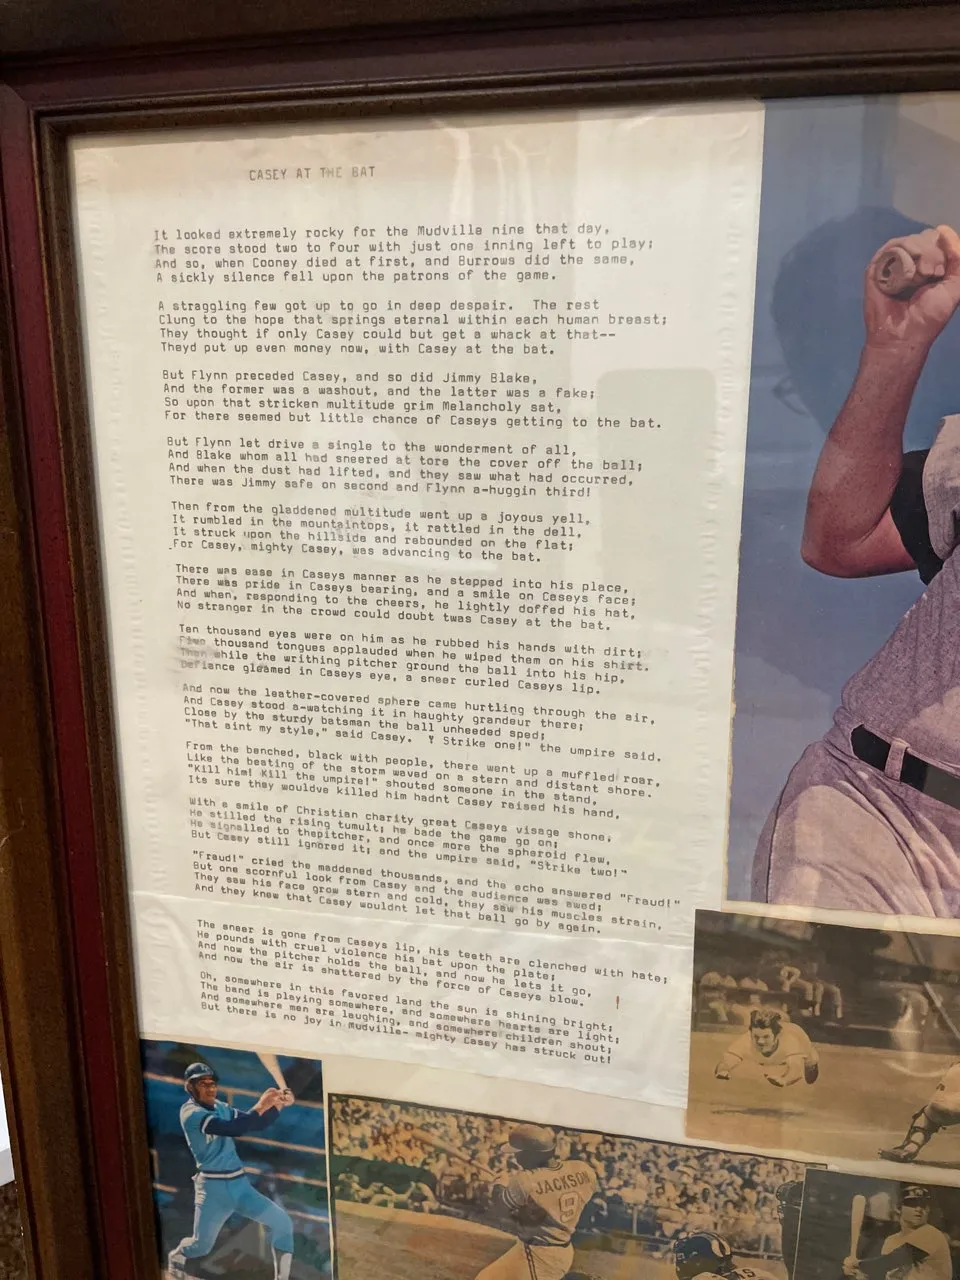 CASEY AT THE BAT
It looked extremely rocky for the Mudville nine that day,
The score stood two to four with just one inning left to play;
And so, when Cooney died at first, and Burrows did the same,
A sickly silence fell upon the patrons of the game.
A straggling few got up to go in deep despair.  The rest
Clung to the hope that springs eternal within each human breast;
They thought if only Casey could but get a whack at that--
Theyd put up even money now, with Casey at the bat.
But Flynn preceded Casey, and so did Jimmy Blake,
And the former was a washout, and the latter was a fake;
So upon that stricken multitude grim Melancholy sat,
For there seemed but little chance of Caseys getting to the bat.
But Flynn let drive a single to the wonderment of all,
And Blake whom all had sneered at tore the cover off the ball;
And when the dust had lifted, and they saw what had occurred,
There was Jimmy safe on second and Flynn a-huggin third!
Then from the gladdened multitude went up a joyous yell,
It rumbled in the mountaintops, it rattled in the dell,
It struck upon the hillside and rebounded on the flat;
For Casey, mighty Casey, was advancing to the bat.
There was ease in Caseys manner as he stepped into his place,
There was pride in Caseys bearing, and a smile on Caseys face;
And when, responding to the cheers, he lightly doffed his hat,
No stranger in the crowd could doubt twas Casey at the bat.
Ten thousand eyes were on him as he rubbed his hands with dirt;
thousand tongues applauded when he wiped them on his shirt.
Then while the writhing pitcher ground the ball into his hip,
Defiance gleamed in Caseys eye, a sneer curled Caseys lip.
And now the leather-covered sphere came hurtling through the air,
And Casey stood a-watching it in haughty grandeur there;
Close by the sturdy batsman the ball unheeded sped;
"That aint my style," said Casey.  " Strike one!" the umpire said.
From the benched, black with people, there went up a muffled roar,
Like the beating of the storm waved on a stern and distant shore.
"Kill him! Kill the umpire!" shouted someone in the stand,
Its sure they wouldve killed him hadnt Casey raised his hand,
With a smile of Christian charity great Caseys visage shone,
He stilled the rising tumult; he bade the game go on;
He signalled to thepitcher, and once more the spheroid flew,
But Casey still ignored it; and the umpire said, "Strike two!"
"Fraud!" cried the maddened thousands, and the echo answered "Fraud!"
But one scornful look from Casey and the audience was awed;
They saw his face grow stern and cold, they saw his muscles strain,
And they knew that Casey wouldnt let that ball go by again.
The sneer is gone from Caseys lip, his teeth are clenched with hate;
He pounds with cruel violence his bat upon the plate;
And now the pitcher holds the ball, and now he lets it go,
And now the air is shattered by the force of Caseys blow. !
Oh, somewhere in this favored land the sun is shining bright;
The band is playing somewhere, and somewhere hearts are light;
And somewhere men are laughing, and somewhere children shout;
But there is no joy in Mudville- mighty Casey has struck out!
JACKSON
9